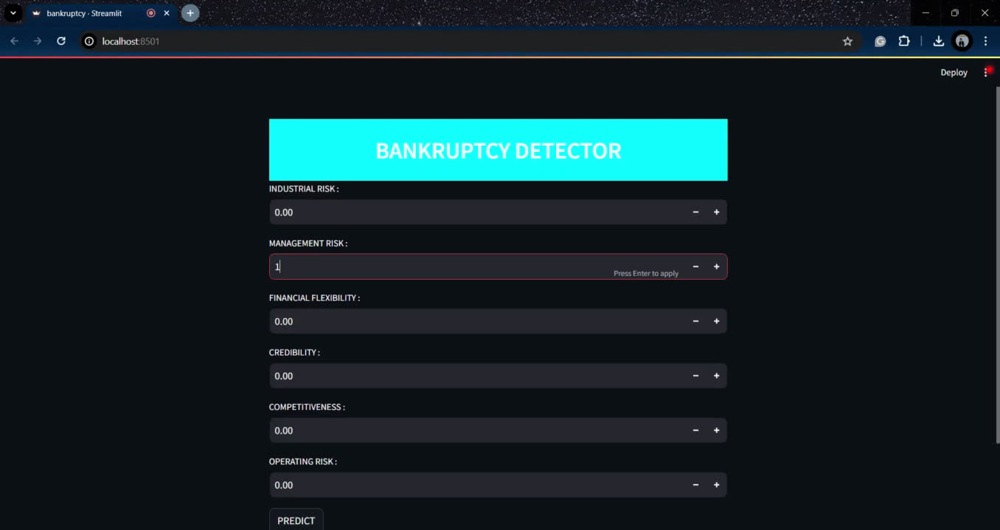 bankruptcy · Streamlit
localhost:8501
Deploy
BANKRUPTCY DETECTOR
INDUSTRIAL RISK :
0.00
MANAGEMENT RISK :
1
Press Enter to apply
FINANCIAL FLEXIBILITY :
0.00
CREDIBILITY :
0.00
COMPETITIVENESS :
0.00
OPERATING RISK :
0.00
PREDICT